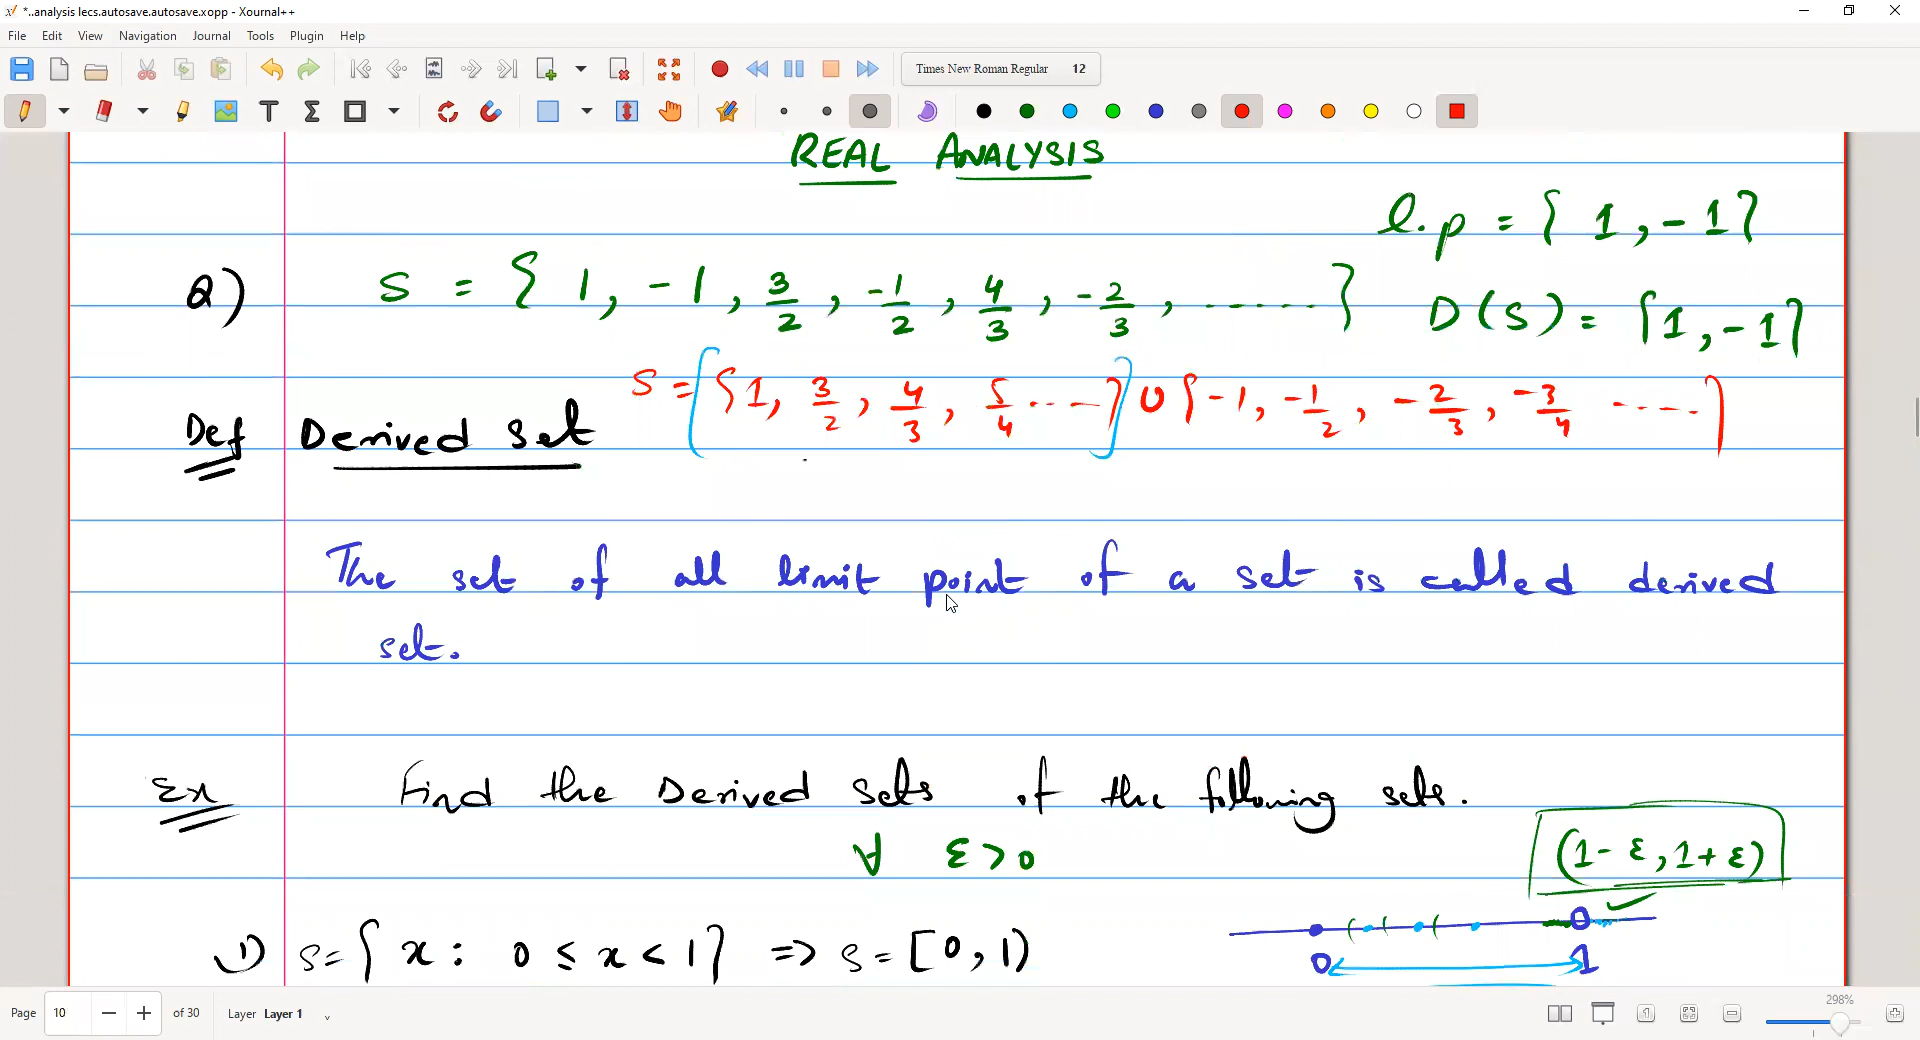 *..analysis lecs.autosave.autosave.xopp - Xournal++
File Edit View Navigation Journal Tools Plugin Help
Times New Roman Regular 12
REAL ANALYSIS
l.p = { 1, -1}
Q) S = { 1, -1, 3/2, -1/2, 4/3, -2/3, ...... } D(S) = {1, -1}
S = [{1, 3/2, 4/3, 5/4 ....}] ∪ {-1, -1/2, -2/3, -3/4 .....}
Def Derived Set
The set of all limit point of a set is called derived
set.
Ex Find the Derived sets of the following sets.
∀ ε>0 (1-ε, 1+ε)
1) S={ x : 0 ≤ x < 1} => S = [0, 1)
0 1
Page 10 of 30 Layer Layer 1 298%